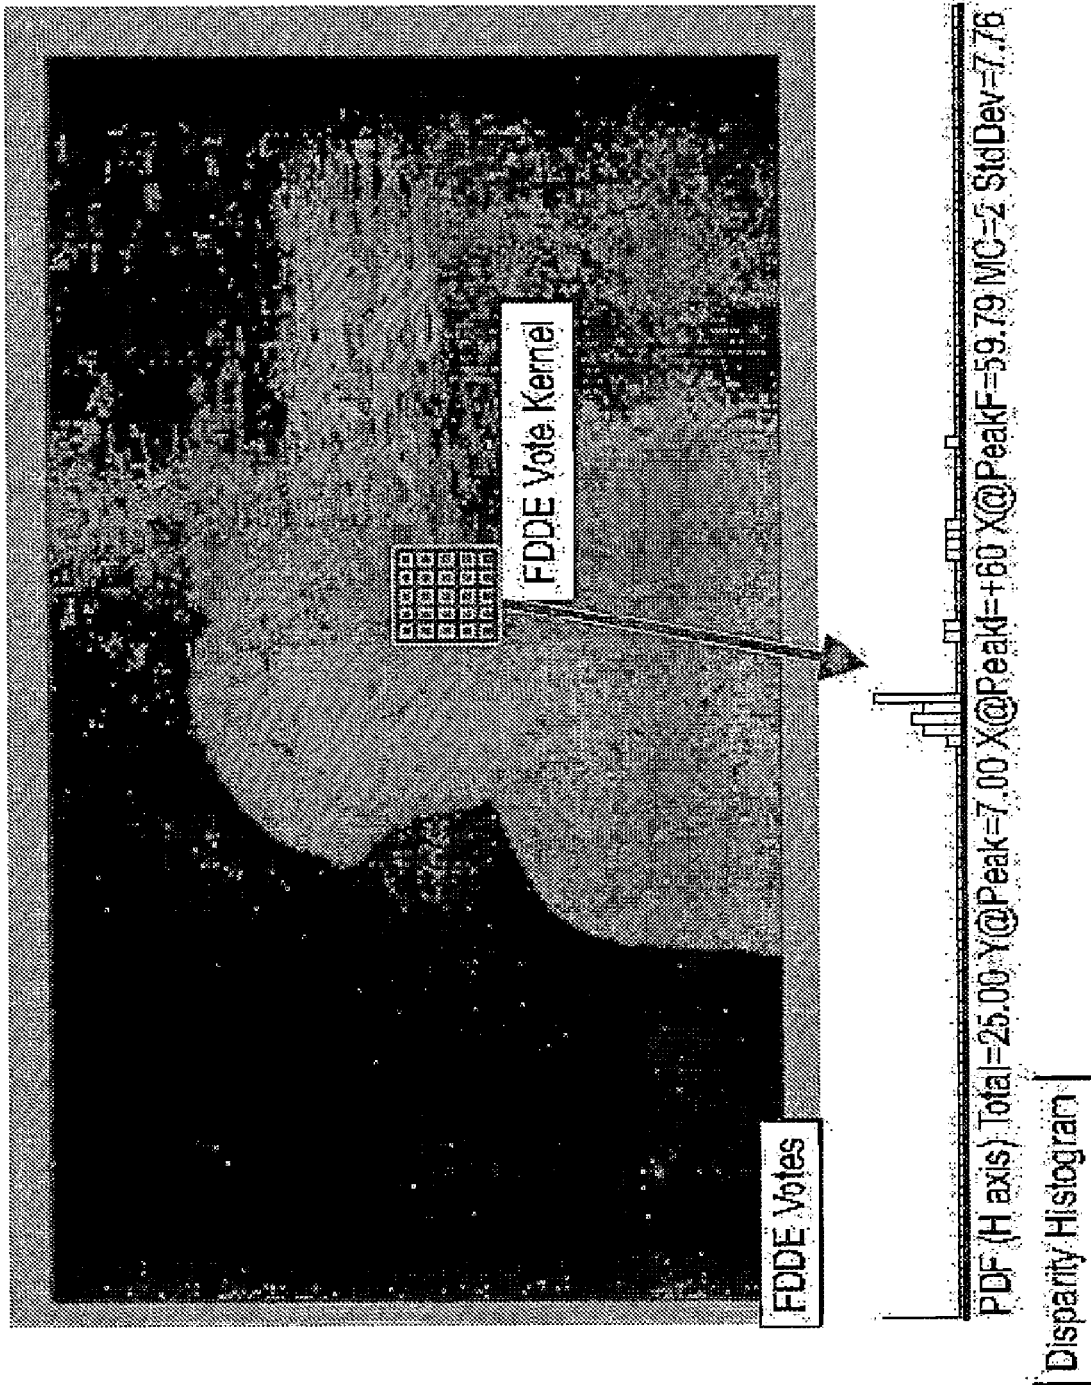 FDDE Vote Kernel
FDDE Votes
PDF (H axis) Total=25.00 Y@Peak=7.00 X@PeakI=+60 X@PeakF=59.79 MC=2 StdDev=7.76
Disparity Histogram